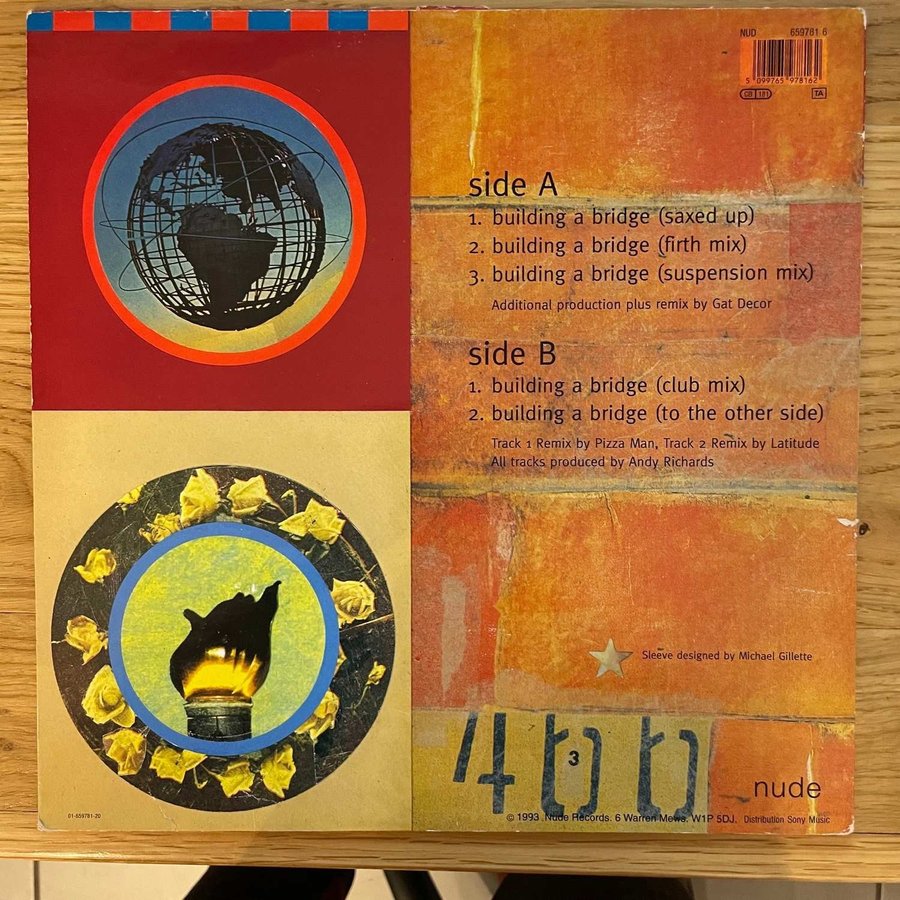 NUD 659781 6
5 099765 978162
CB 181 TA
side A
1. building a bridge (saxed up)
2. building a bridge (firth mix)
3. building a bridge (suspension mix)
Additional production plus remix by Gat Decor
side B
1. building a bridge (club mix)
2. building a bridge (to the other side)
Track 1 Remix by Pizza Man, Track 2 Remix by Latitude
All tracks produced by Andy Richards
Sleeve designed by Michael Gillette
3
nude
© 1993 Nude Records. 6 Warren Mews. W1P 5DJ. Distribution Sony Music
01-659781-20